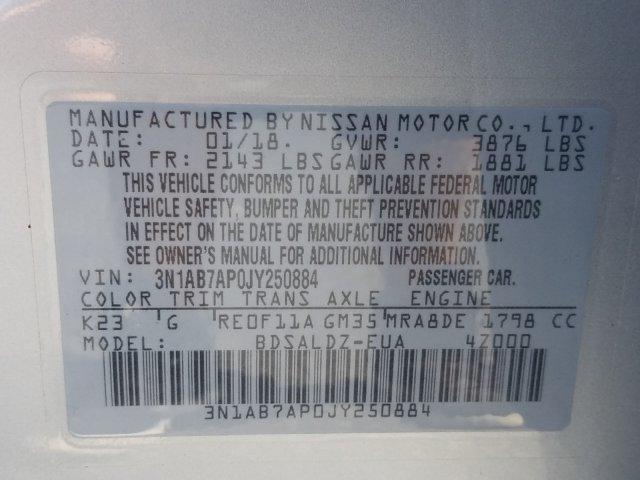 MANUFACTURED BY NISSAN MOTOR CO., LTD.
DATE: 01/18. GVWR: 3876 LBS
GAWR FR: 2143 LBS GAWR RR: 1881 LBS
THIS VEHICLE CONFORMS TO ALL APPLICABLE FEDERAL MOTOR
VEHICLE SAFETY, BUMPER AND THEFT PREVENTION STANDARDS
IN EFFECT ON THE DATE OF MANUFACTURE SHOWN ABOVE.
SEE OWNER'S MANUAL FOR ADDITIONAL INFORMATION.
VIN: 3N1AB7AP0JY250884 PASSENGER CAR.
COLOR TRIM TRANS AXLE ENGINE
K23 G RE0F11A GM35 MRA8DE 1798 CC
MODEL: BDSALDZ-EUA 4Z000
3N1AB7AP0JY250884